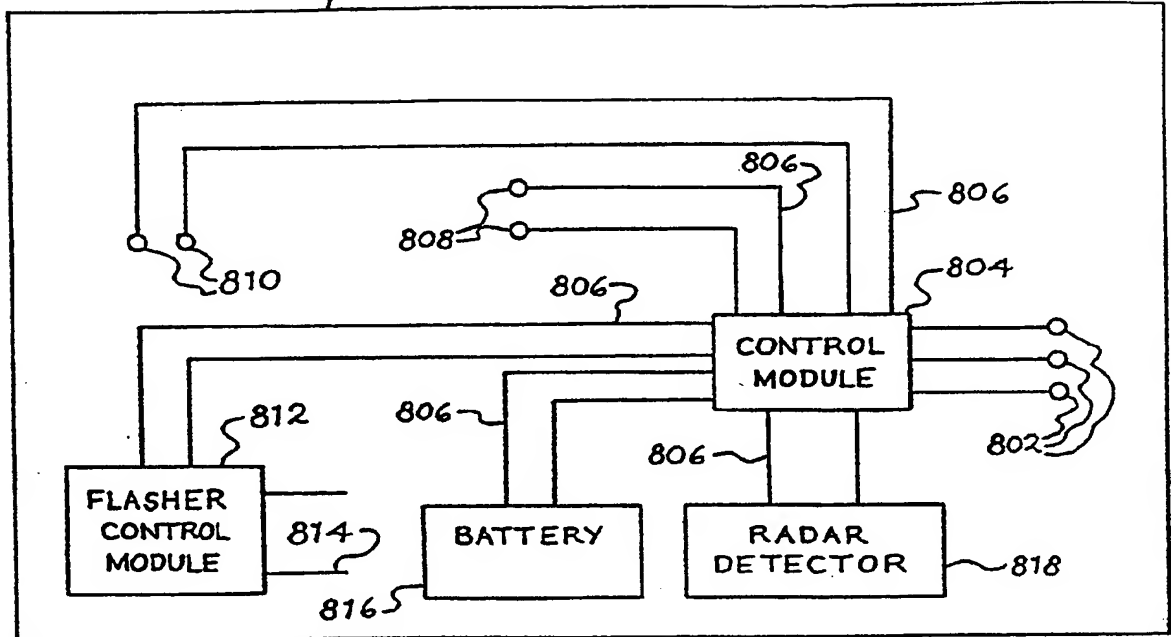 806
806
808
810
804
806
CONTROL
MODULE
812
806
806
802
FLASHER
CONTROL
MODULE
814
BATTERY
RADAR
DETECTOR
818
816